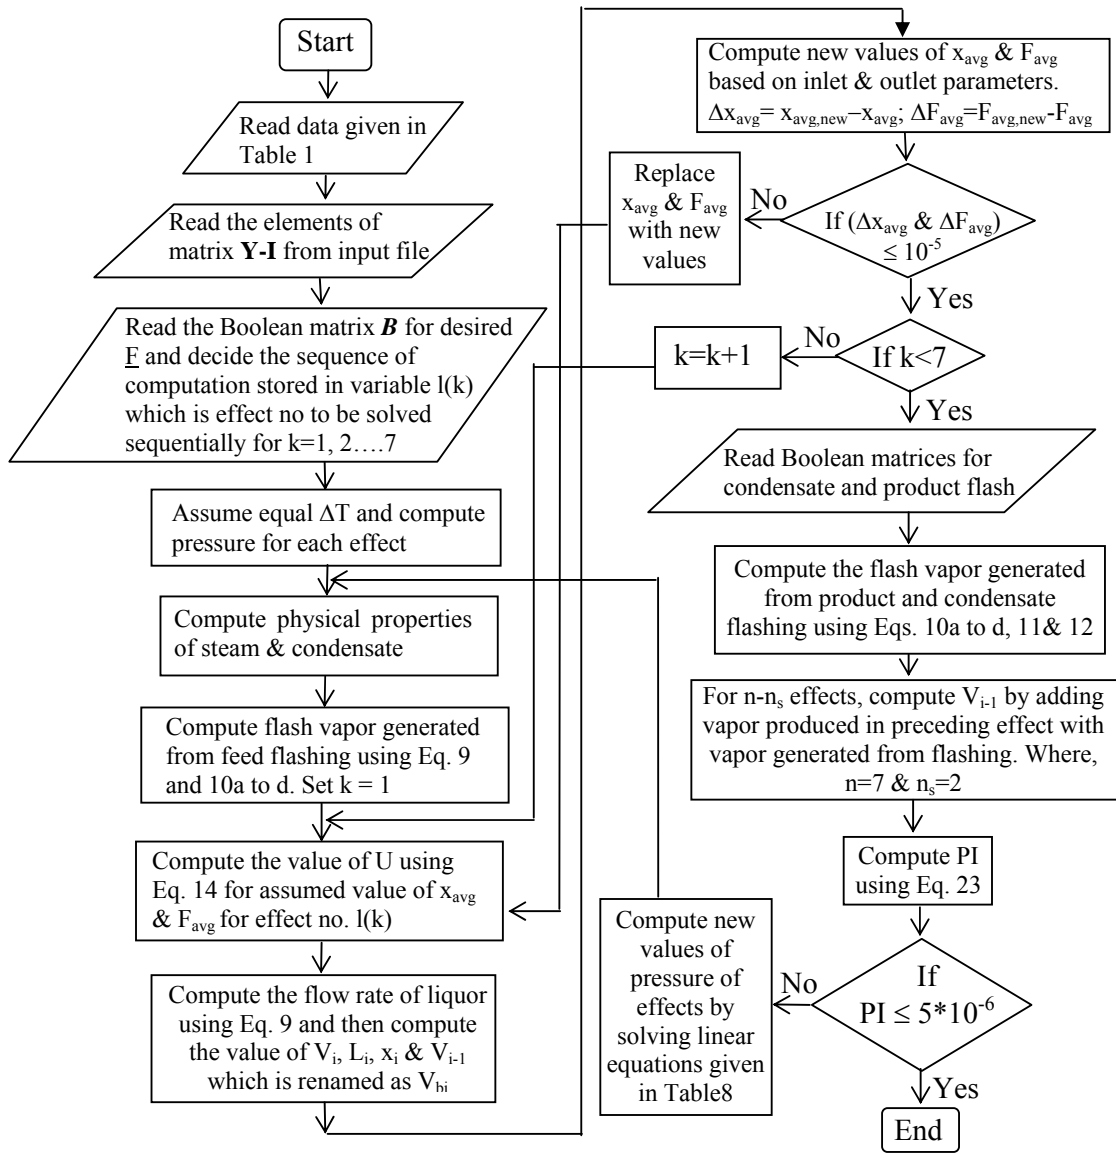 Start
Read data given in
Table 1
Read the elements of
matrix Y-I from input file
Read the Boolean matrix B for desired
F and decide the sequence of
computation stored in variable l(k)
which is effect no to be solved
sequentially for k=1, 2….7
Assume equal ΔT and compute
pressure for each effect
Compute physical properties
of steam & condensate
Compute flash vapor generated
from feed flashing using Eq. 9
and 10a to d. Set k = 1
Compute the value of U using
Eq. 14 for assumed value of xavg
& Favg for effect no. l(k)
Compute the flow rate of liquor
using Eq. 9 and then compute
the value of Vi, Li, xi & Vi-1
which is renamed as Vbi
Compute new values of xavg & Favg
based on inlet & outlet parameters.
Δxavg= xavg,new–xavg; ΔFavg=Favg,new-Favg
If (Δxavg & ΔFavg)
≤ 10-5
No
Replace
xavg & Favg
with new
values
Yes
If k<7
No
k=k+1
Yes
Read Boolean matrices for
condensate and product flash
Compute the flash vapor generated
from product and condensate
flashing using Eqs. 10a to d, 11& 12
For n-ns effects, compute Vi-1 by adding
vapor produced in preceding effect with
vapor generated from flashing. Where,
n=7 & ns=2
Compute PI
using Eq. 23
If
PI ≤ 5*10-6
No
Compute new
values of
pressure of
effects by
solving linear
equations given
in Table8
Yes
End